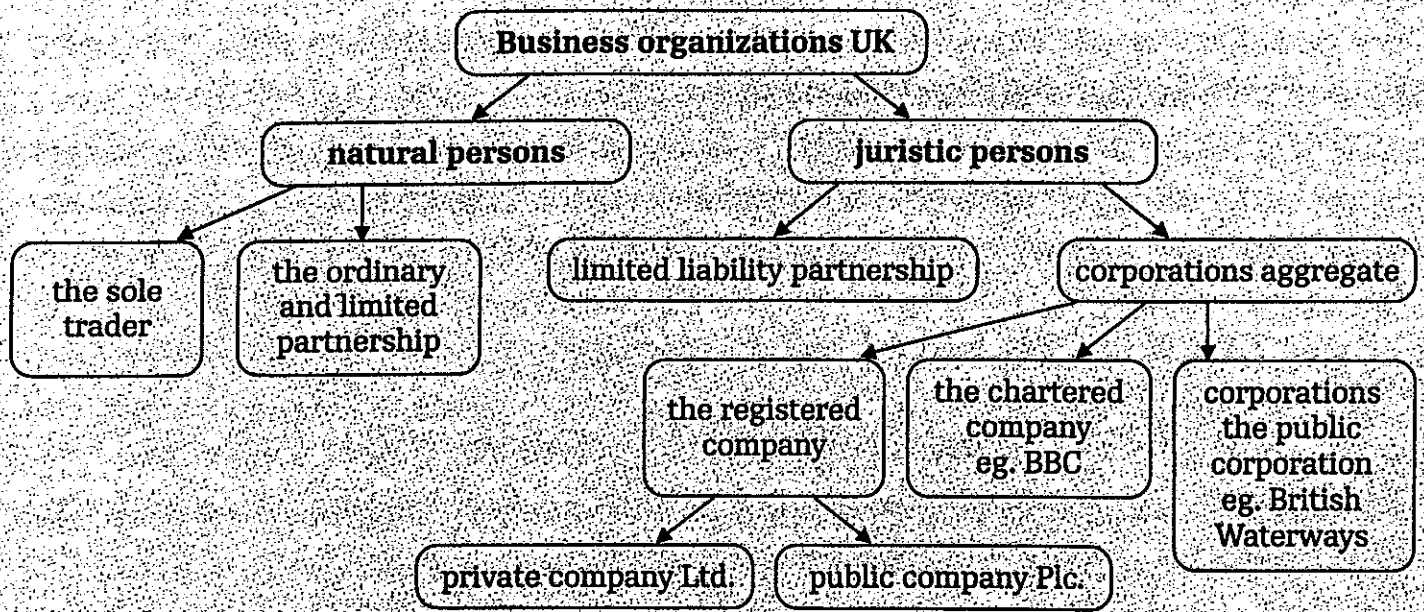 Business organizations UK
natural persons
juristic persons
the sole
trader
the ordinary
and limited
partnership
limited liability partnership
corporations aggregate
the registered
company
the chartered
company
eg. BBC
corporations
the public
corporation
eg. British
Waterways
private company Ltd.
public company Plc.